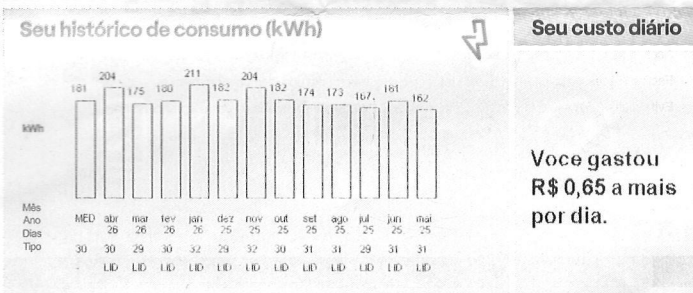 Seu histórico de consumo (kWh)
Seu custo diário
181 204 175 180 211 182 204 182 174 173 167 181 162
kWh
Mês MED abr mar fev jan dez nov out set ago jul jun mai
Ano 26 26 26 26 25 25 25 25 25 25 25 25
Dias 30 30 29 30 32 29 32 30 31 31 29 31 31
Tipo LID LID LID LID LID LID LID LID LID LID LID LID
Voce gastou
R$ 0,65 a mais
por dia.